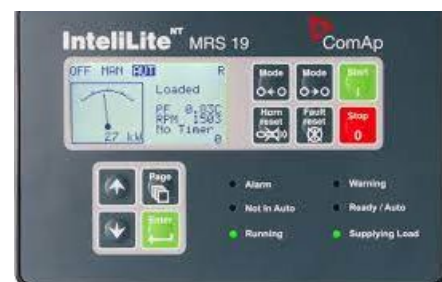 InteliLite NT MRS 19
ComAp
OFF MAN AUT R
Loaded
PF 0.83C
RPM 1503
No Timer
27 kW 0
Mode
Mode
Start
I
Horn reset
Fault reset
Stop
0
Page
Enter
Alarm
Warning
Not In Auto
Ready / Auto
Running
Supplying Load